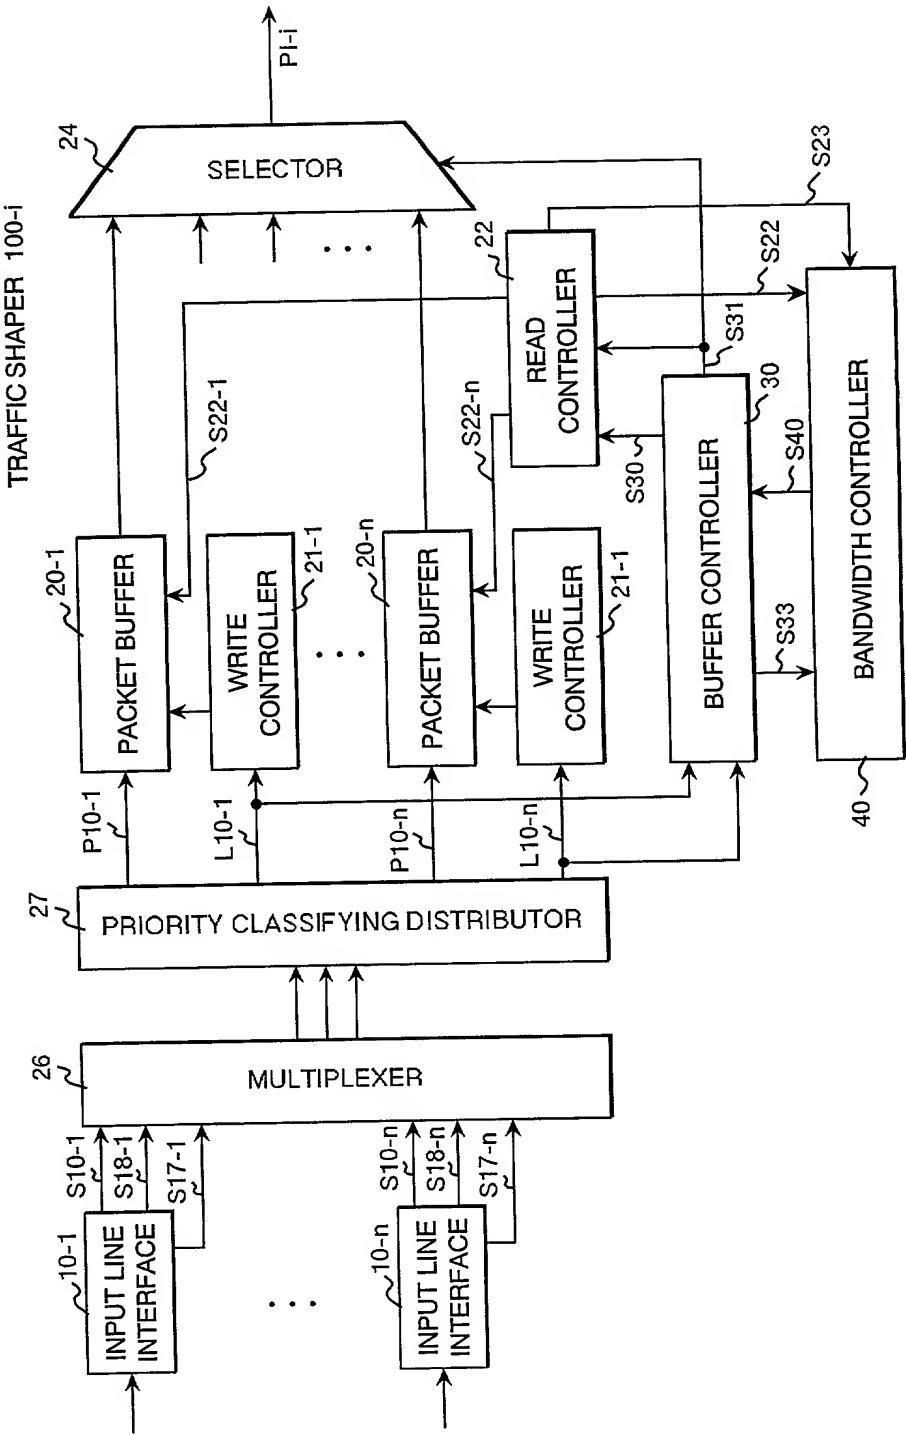 TRAFFIC SHAPER 100-i
10-1
INPUT LINE
INTERFACE
S10-1
S18-1
S17-1
10-n
INPUT LINE
INTERFACE
S10-n
S18-n
S17-n
26
MULTIPLEXER
27
PRIORITY CLASSIFYING DISTRIBUTOR
P10-1
L10-1
P10-n
L10-n
20-1
PACKET BUFFER
WRITE
CONTROLLER
21-1
20-n
PACKET BUFFER
WRITE
CONTROLLER
21-1
S22-1
S22-n
22
READ
CONTROLLER
S30
S31
30
BUFFER CONTROLLER
S33
S40
S22
S23
40
BANDWIDTH CONTROLLER
24
SELECTOR
PI-i